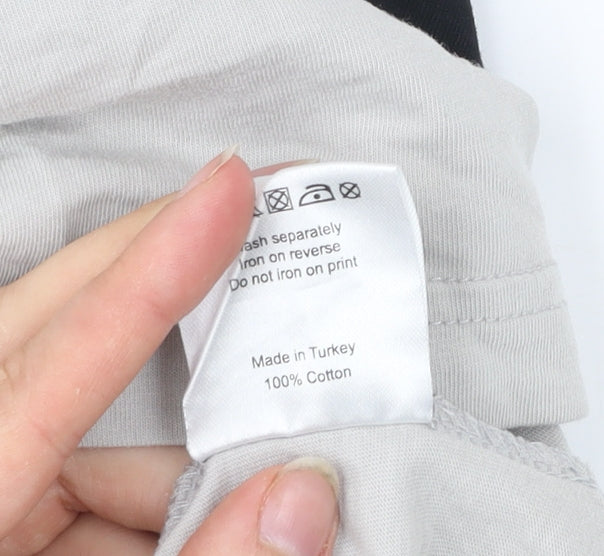 ash separately
Iron on reverse
Do not iron on print
Made in Turkey
100% Cotton